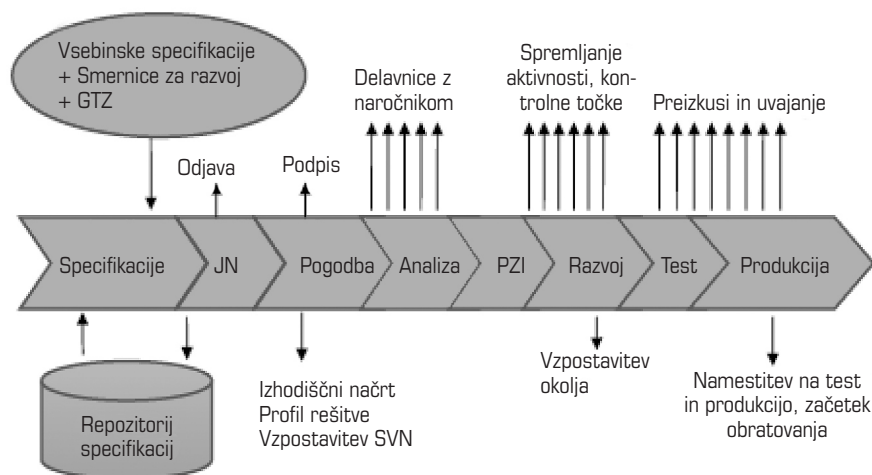 Vsebinske specifikacije
+ Smernice za razvoj
+ GTZ
Odjava
Podpis
Delavnice z
naročnikom
Spremljanje
aktivnosti, kon-
trolne točke
Preizkusi in uvajanje
Specifikacije
JN
Pogodba
Analiza
PZI
Razvoj
Test
Produkcija
Repozitorij
specifikacij
Izhodiščni načrt
Profil rešitve
Vzpostavitev SVN
Vzpostavitev
okolja
Namestitev na test
in produkcijo, začetek
obratovanja